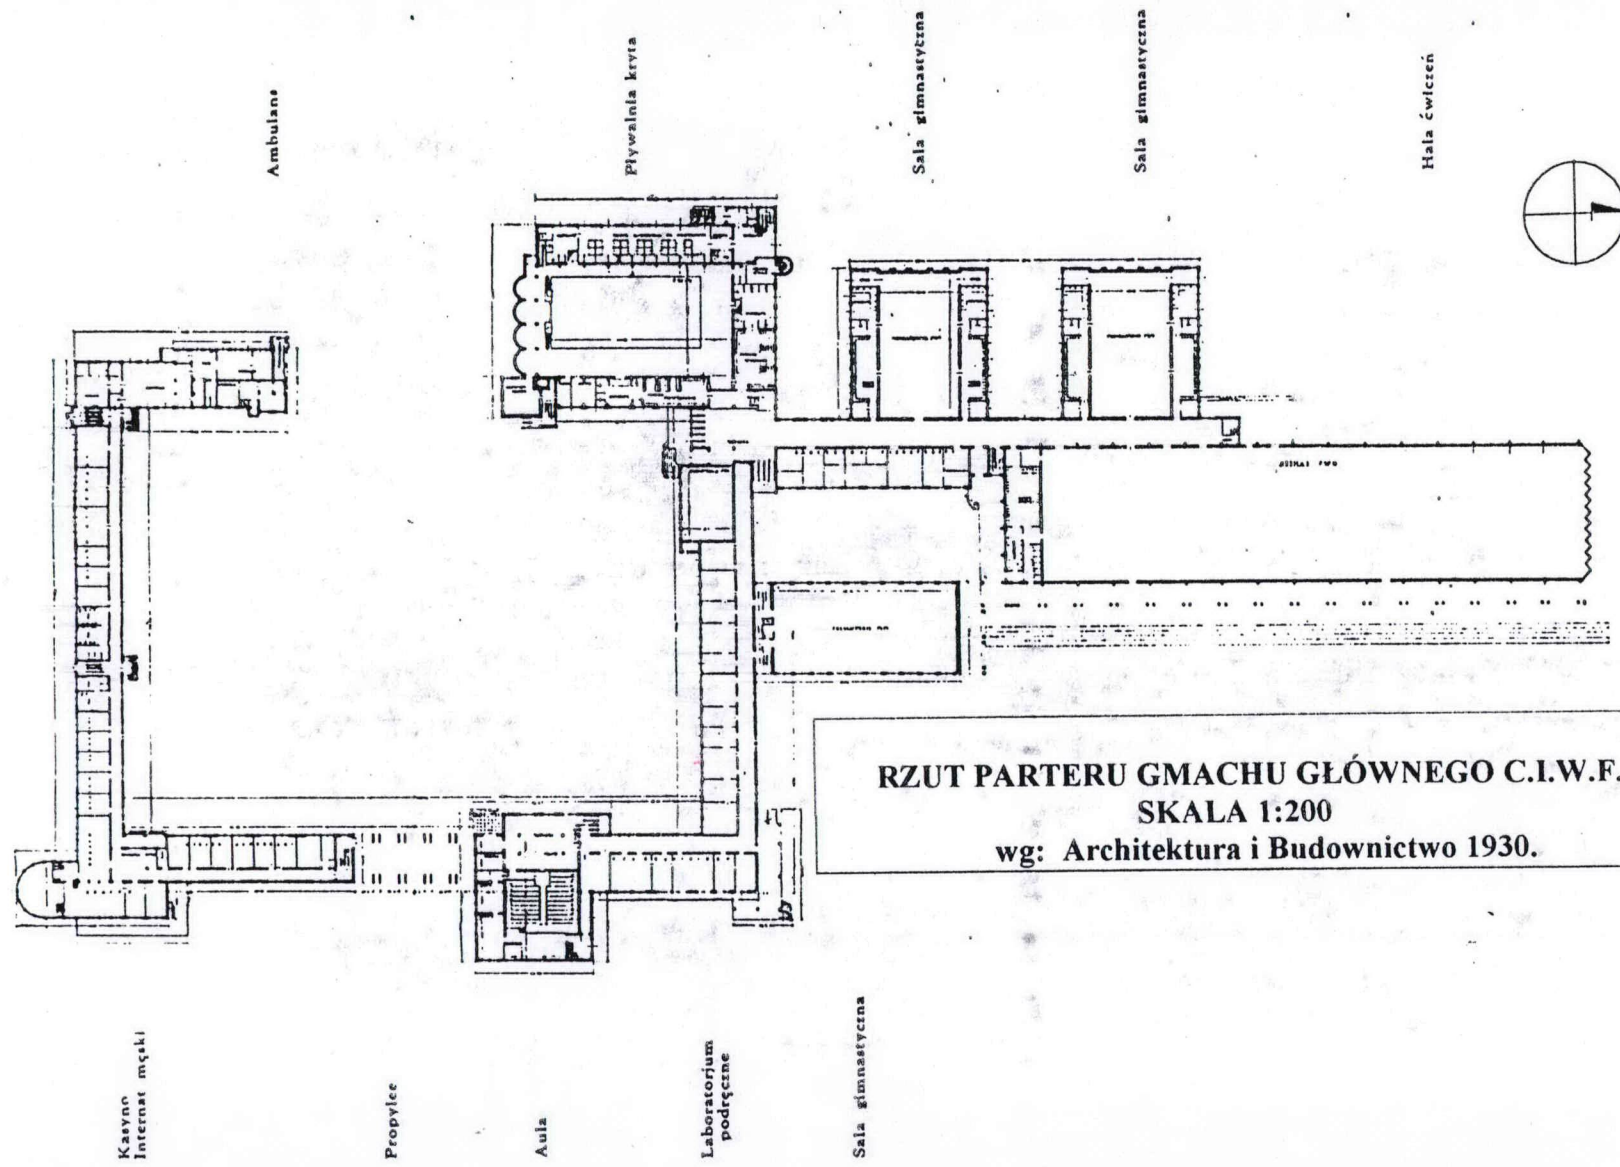 Ambulans
Pływalnia kryta
Sala gimnastyczna
Sala gimnastyczna
Hala ćwiczeń
RZUT PARTERU GMACHU GŁÓWNEGO C.I.W.F.
SKALA 1:200
wg: Architektura i Budownictwo 1930.
Kasyno
Internat męski
Propylee
Aula
Laboratorjum
podręczne
Sala gimnastyczna